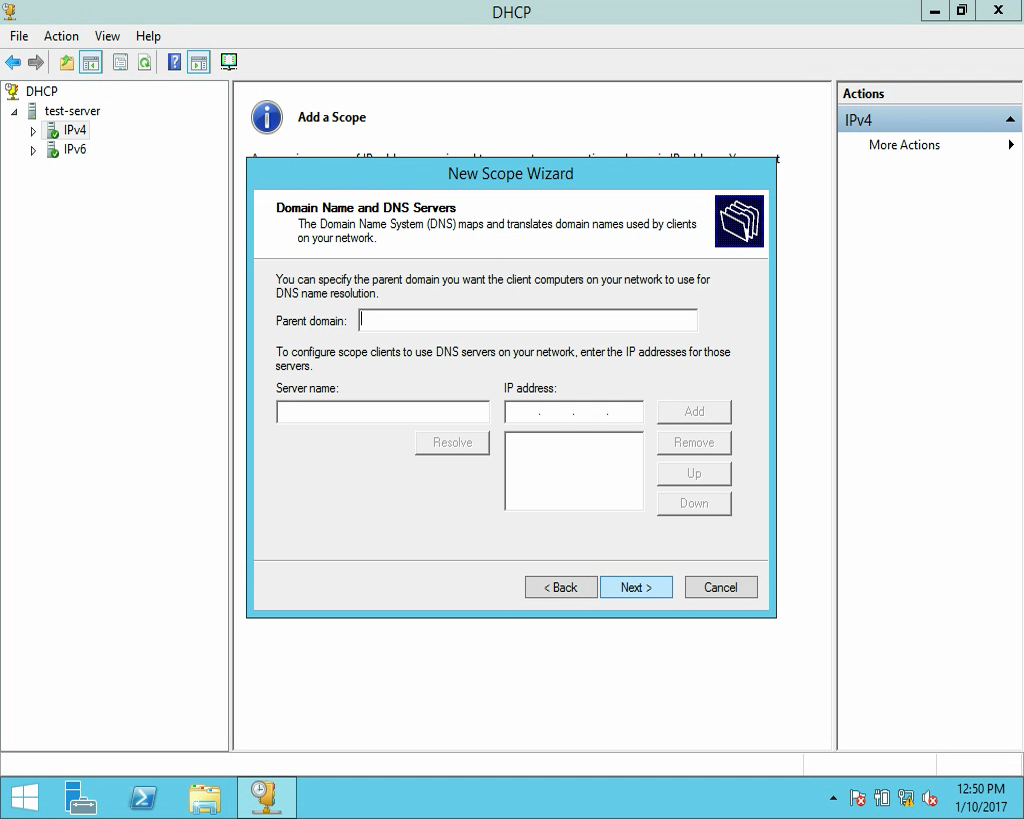 DHCP
File Action View Help
DHCP
test-server
IPv4
IPv6
Add a Scope
New Scope Wizard
Domain Name and DNS Servers
The Domain Name System (DNS) maps and translates domain names used by clients
on your network.
You can specify the parent domain you want the client computers on your network to use for
DNS name resolution.
Parent domain:
To configure scope clients to use DNS servers on your network, enter the IP addresses for those
servers.
Server name:
IP address:
. . .
Add
Resolve
Remove
Up
Down
< Back
Next >
Cancel
Actions
IPv4
More Actions
12:50 PM
1/10/2017